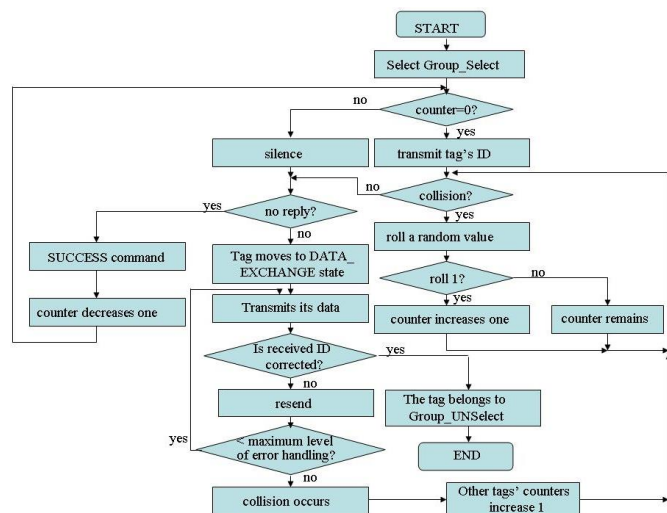 START
Select Group_Select
no
counter=0?
yes
silence
transmit tag's ID
no
collision?
yes
no reply?
yes
no
roll a random value
SUCCESS command
Tag moves to DATA_
EXCHANGE state
roll 1?
no
yes
counter decreases one
Transmits its data
counter increases one
counter remains
Is received ID
corrected?
yes
no
resend
The tag belongs to
Group_UNSelect
yes
< maximum level
of error handling?
END
no
collision occurs
Other tags' counters
increase 1